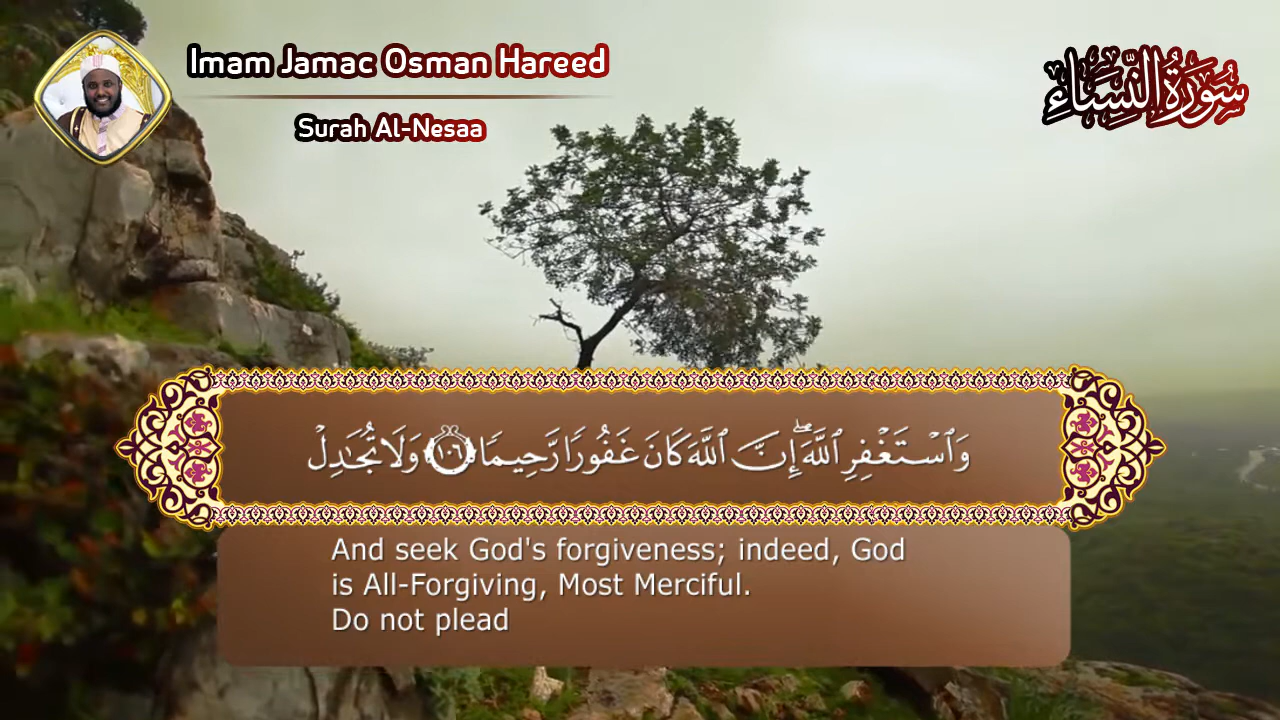 Imam Jamac Osman Hareed
Surah Al-Nesaa
سُورَةُ النِّسَاءِ
وَٱسْتَغْفِرِ ٱللَّهَۖ إِنَّ ٱللَّهَ كَانَ غَفُورًا رَّحِيمًا ١٠٦ وَلَا تُجَٰدِلْ
And seek God's forgiveness; indeed, God
is All-Forgiving, Most Merciful.
Do not plead